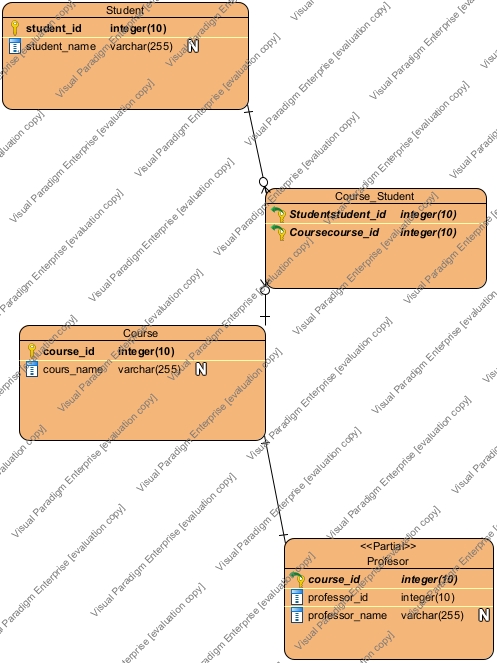 Student
student_id integer(10)
student_name varchar(255) N
Course_Student
Studentstudent_id integer(10)
Coursecourse_id integer(10)
Course
course_id integer(10)
cours_name varchar(255) N
<<Partial>>
Profesor
course_id integer(10)
professor_id integer(10)
professor_name varchar(255) N
Visual Paradigm Enterprise [evaluation copy]